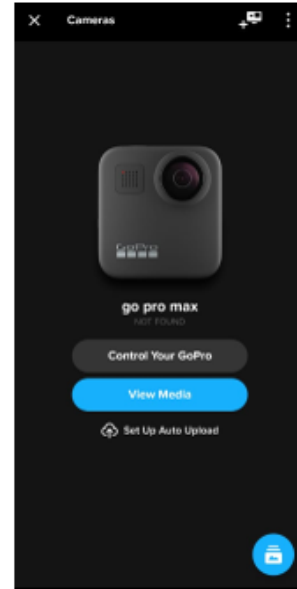 Cameras
GoPro
go pro max
NOT FOUND
Control Your GoPro
View Media
Set Up Auto Upload